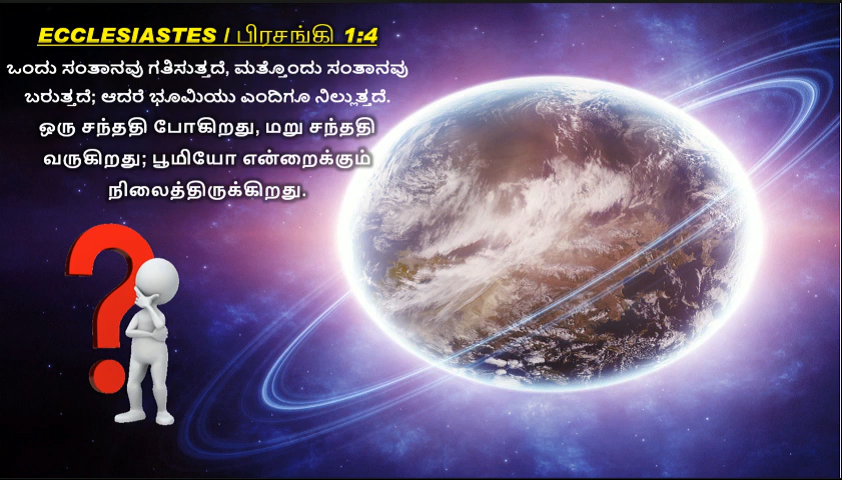 ECCLESIASTES / பிரசங்கி 1:4
ಒಂದು ಸಂತಾನವು ಗತಿಸುತ್ತದೆ, ಮತ್ತೊಂದು ಸಂತಾನವು
ಬರುತ್ತದೆ; ಆದರೆ ಭೂಮಿಯು ಎಂದಿಗೂ ನಿಲ್ಲುತ್ತದೆ.
ஒரு சந்ததி போகிறது, மறு சந்ததி
வருகிறது; பூமியோ என்றைக்கும்
நிலைத்திருக்கிறது.